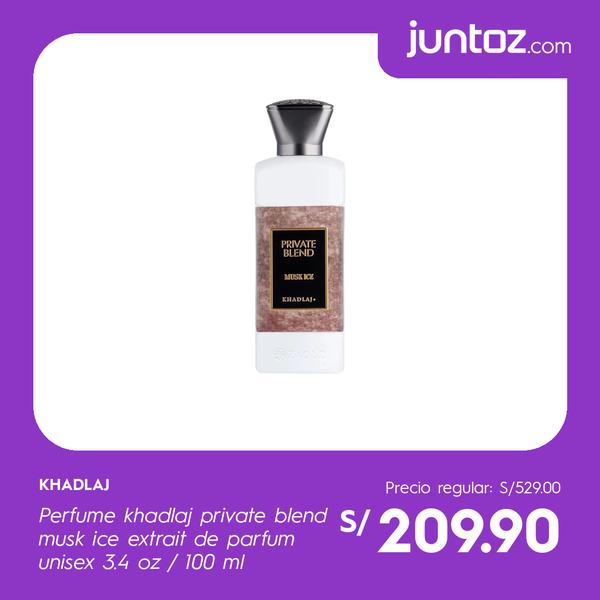 juntoz.com
PRIVATE
BLEND
MUSK ICE
KHADLAJ
KHADLAJ
Precio regular: S/529.00
Perfume khadlaj private blend
musk ice extrait de parfum
unisex 3.4 oz / 100 ml
S/ 209.90